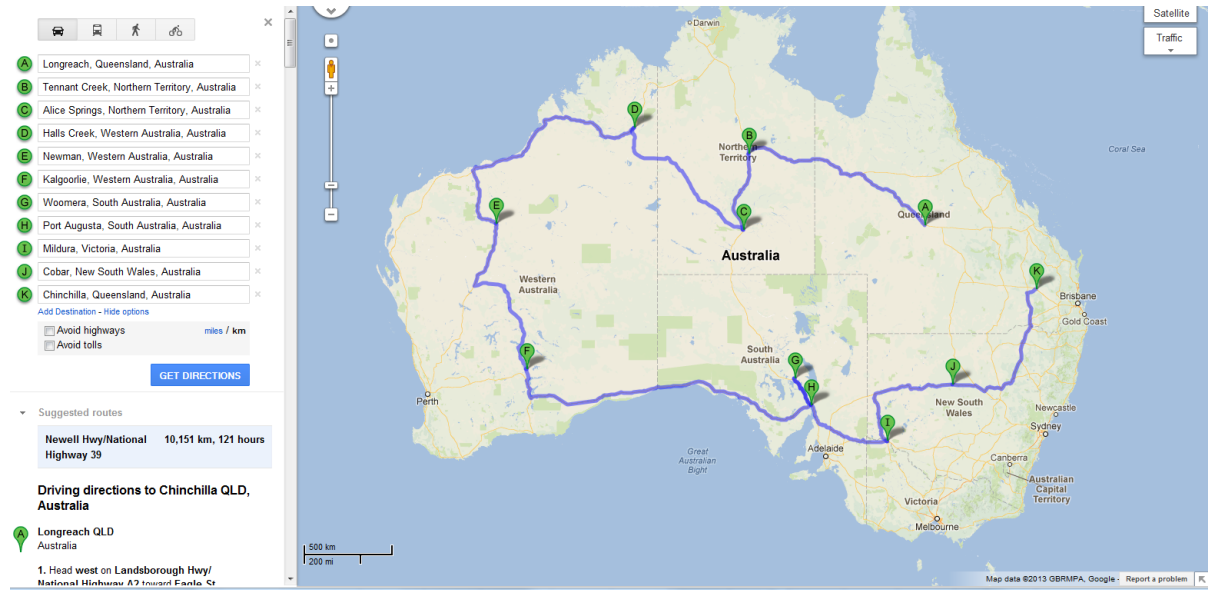 A Longreach, Queensland, Australia
B Tennant Creek, Northern Territory, Australia
C Alice Springs, Northern Territory, Australia
D Halls Creek, Western Australia, Australia
E Newman, Western Australia, Australia
F Kalgoorlie, Western Australia, Australia
G Woomera, South Australia, Australia
H Port Augusta, South Australia, Australia
I Mildura, Victoria, Australia
J Cobar, New South Wales, Australia
K Chinchilla, Queensland, Australia
Add Destination - Hide options
Avoid highways
miles / km
Avoid tolls
GET DIRECTIONS
Suggested routes
Newell Hwy/National
Highway 39
10,151 km, 121 hours
Driving directions to Chinchilla QLD,
Australia
A Longreach QLD
Australia
1. Head west on Landsborough Hwy/
National Highway A2 toward Eagle St
Satellite
Traffic
Darwin
D
B
Northern
Territory
Coral Sea
E
C
A
Queensland
Australia
Western
Australia
K
Brisbane
Gold Coast
F
South
Australia
G
H
J
New South
Wales
Perth
I
Newcastle
Sydney
Great
Australian
Bight
Adelaide
Canberra
Australian
Capital
Territory
Victoria
Melbourne
500 km
200 mi
Map data ©2013 GBRMPA, Google - Report a problem